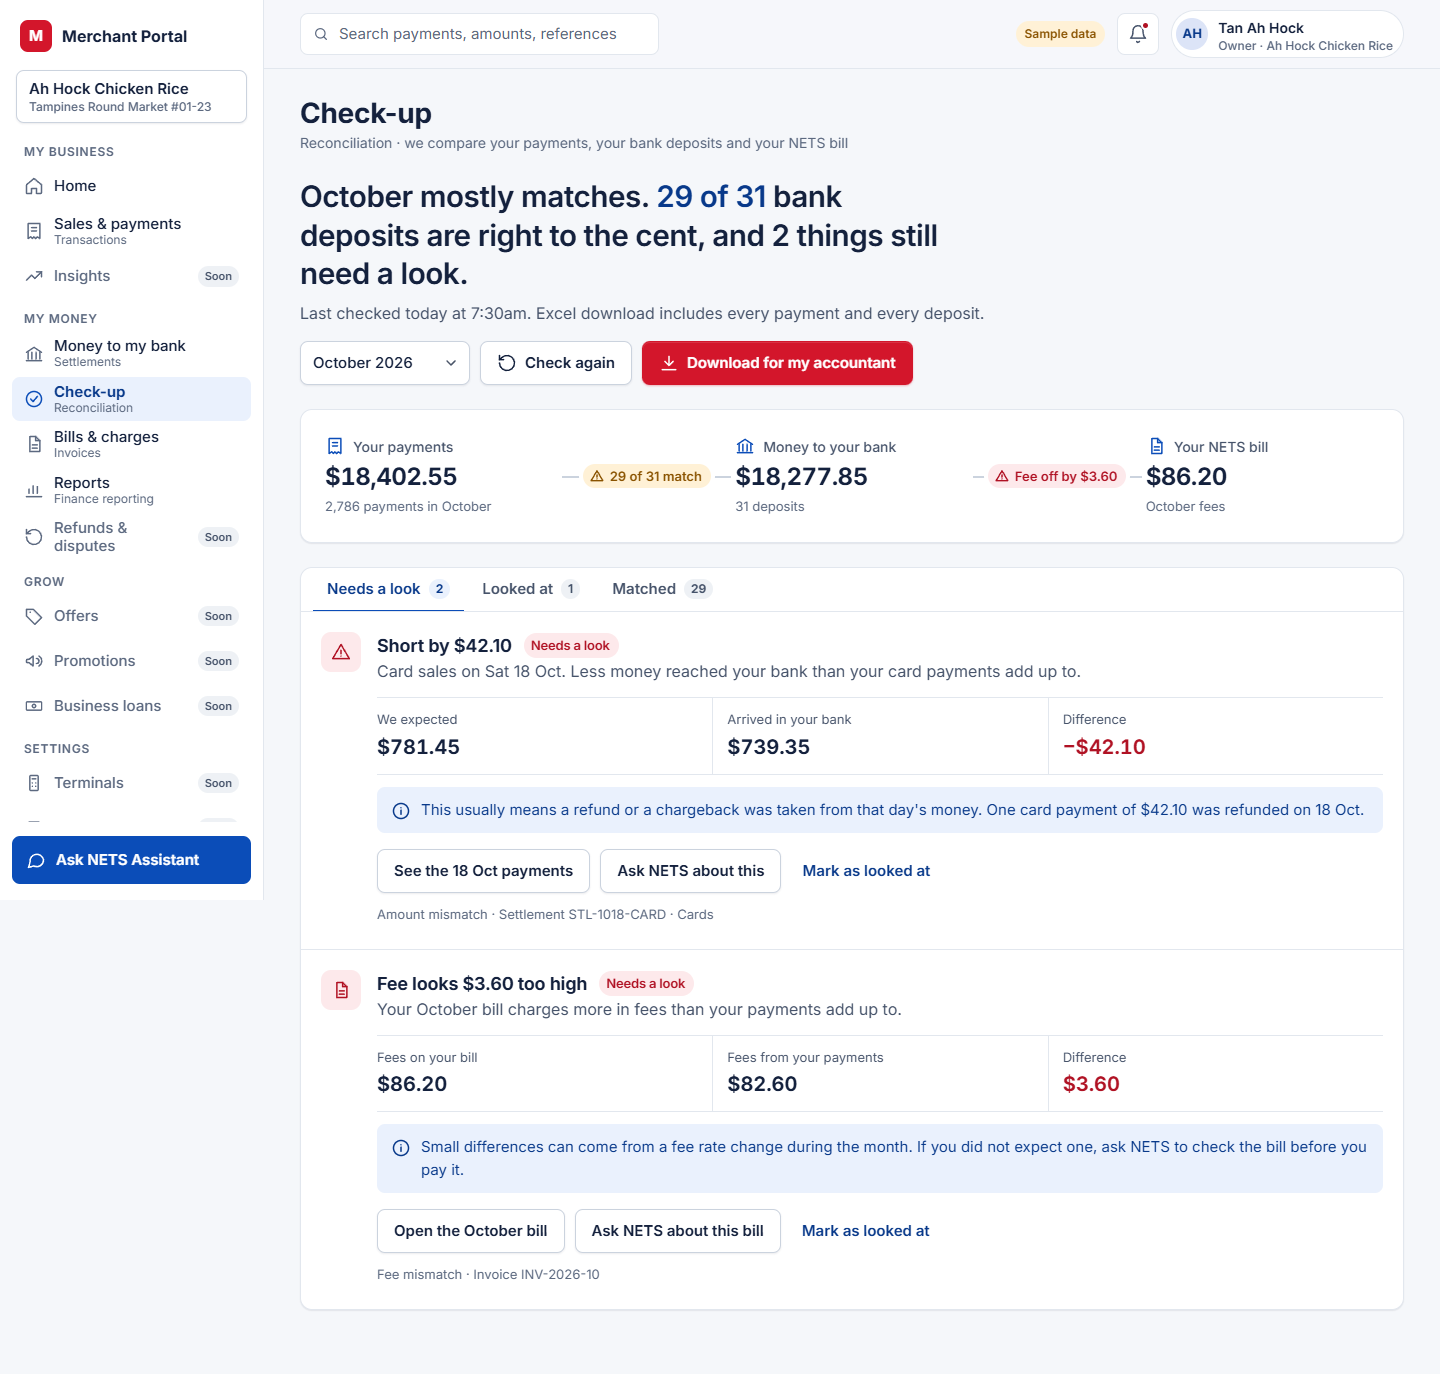 M
Merchant Portal
Ah Hock Chicken Rice
Tampines Round Market #01-23
MY BUSINESS
Home
Sales & payments
Transactions
Insights
Soon
MY MONEY
Money to my bank
Settlements
Check-up
Reconciliation
Bills & charges
Invoices
Reports
Finance reporting
Refunds &
disputes
Soon
GROW
Offers
Soon
Promotions
Soon
Business loans
Soon
SETTINGS
Terminals
Soon
Ask NETS Assistant
Search payments, amounts, references
Sample data
AH
Tan Ah Hock
Owner · Ah Hock Chicken Rice
Check-up
Reconciliation · we compare your payments, your bank deposits and your NETS bill
October mostly matches. 29 of 31 bank
deposits are right to the cent, and 2 things still
need a look.
Last checked today at 7:30am. Excel download includes every payment and every deposit.
October 2026
Check again
Download for my accountant
Your payments
$18,402.55
2,786 payments in October
29 of 31 match
Money to your bank
$18,277.85
31 deposits
Fee off by $3.60
Your NETS bill
$86.20
October fees
Needs a look 2
Looked at 1
Matched 29
Short by $42.10
Needs a look
Card sales on Sat 18 Oct. Less money reached your bank than your card payments add up to.
We expected
$781.45
Arrived in your bank
$739.35
Difference
−$42.10
This usually means a refund or a chargeback was taken from that day's money. One card payment of $42.10 was refunded on 18 Oct.
See the 18 Oct payments
Ask NETS about this
Mark as looked at
Amount mismatch · Settlement STL-1018-CARD · Cards
Fee looks $3.60 too high
Needs a look
Your October bill charges more in fees than your payments add up to.
Fees on your bill
$86.20
Fees from your payments
$82.60
Difference
$3.60
Small differences can come from a fee rate change during the month. If you did not expect one, ask NETS to check the bill before you
pay it.
Open the October bill
Ask NETS about this bill
Mark as looked at
Fee mismatch · Invoice INV-2026-10